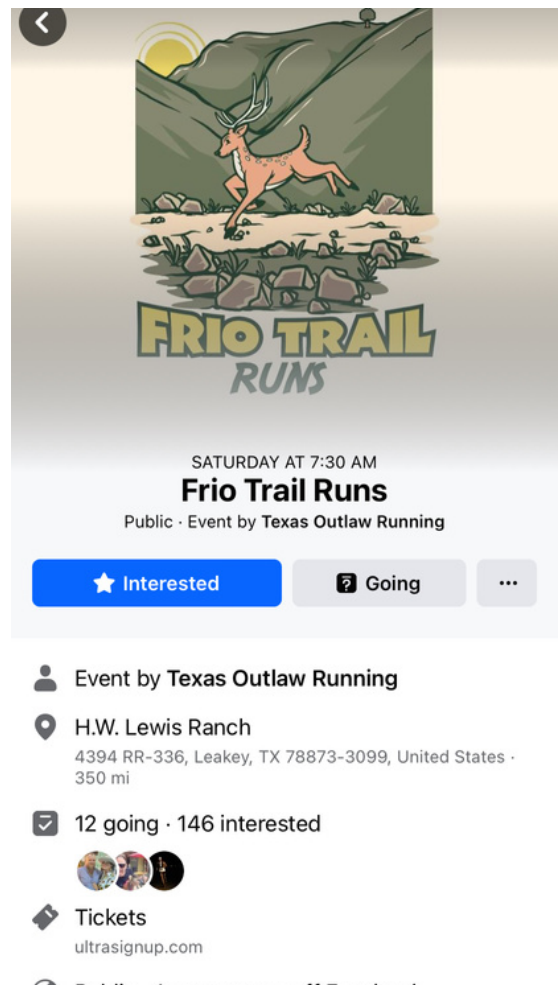 FRIO TRAIL
RUNS
SATURDAY AT 7:30 AM
Frio Trail Runs
Public · Event by Texas Outlaw Running
Interested
Going
Event by Texas Outlaw Running
H.W. Lewis Ranch
4394 RR-336, Leakey, TX 78873-3099, United States ·
350 mi
12 going · 146 interested
Tickets
ultrasignup.com